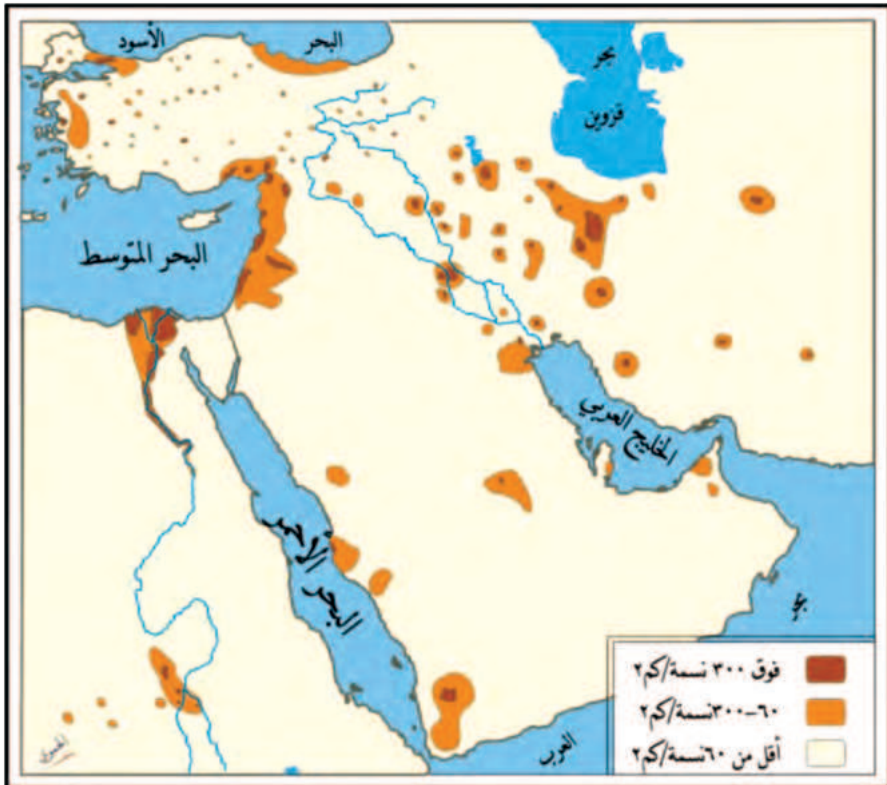 البحر
الأسود
بحر
قزوين
البحر المتوسط
الخليج العربي
البحر الأحمر
بحر
العرب
فوق ٣٠٠ نسمة/كم٢
٦٠-٣٠٠نسمة/كم٢
أقل من ٦٠نسمة/كم٢